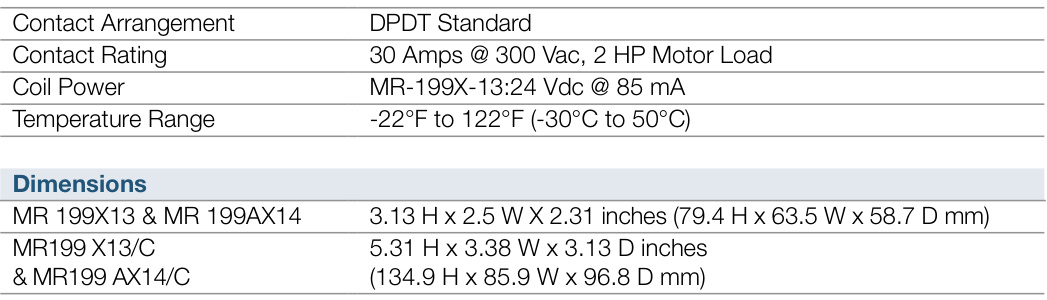 Contact Arrangement DPDT Standard
Contact Rating 30 Amps @ 300 Vac, 2 HP Motor Load
Coil Power MR-199X-13:24 Vdc @ 85 mA
Temperature Range -22°F to 122°F (-30°C to 50°C)
Dimensions
MR 199X13 & MR 199AX14 3.13 H x 2.5 W X 2.31 inches (79.4 H x 63.5 W x 58.7 D mm)
MR199 X13/C 5.31 H x 3.38 W x 3.13 D inches
& MR199 AX14/C (134.9 H x 85.9 W x 96.8 D mm)